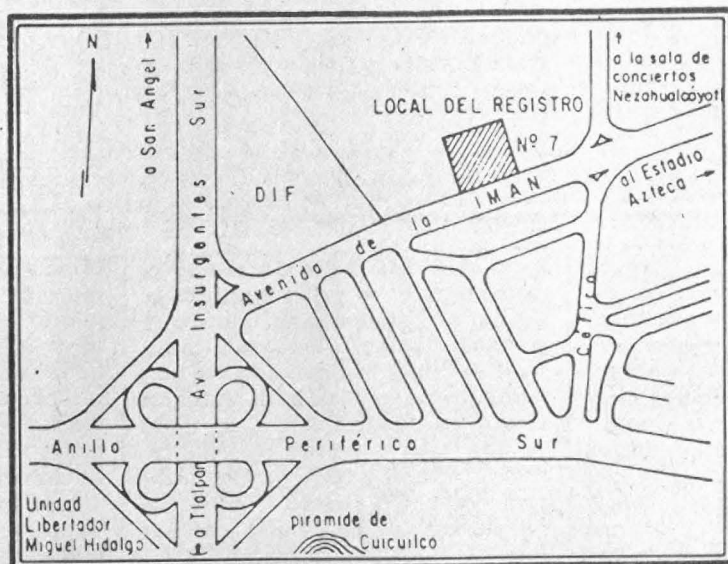 N
a San Angel
Av Insurgentes Sur
a la sala de
conciertos
Nezahualcóyotl
LOCAL DEL REGISTRO
Nº 7
DIF
al Estadio
Azteca
Avenida de la IMAN
Anillo Periférico Sur
a Tlalpan
Unidad
Libertador
Miguel Hidalgo
piramide de
Cuicuilco